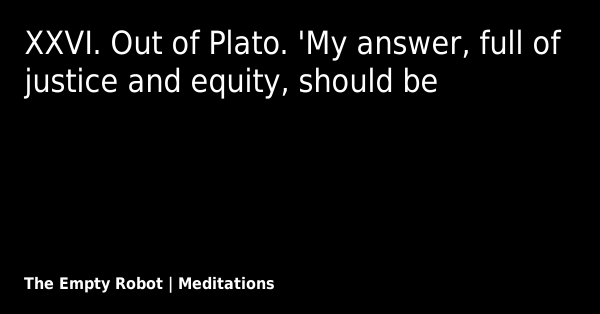 XXVI. Out of Plato. 'My answer, full of
justice and equity, should be
The Empty Robot | Meditations